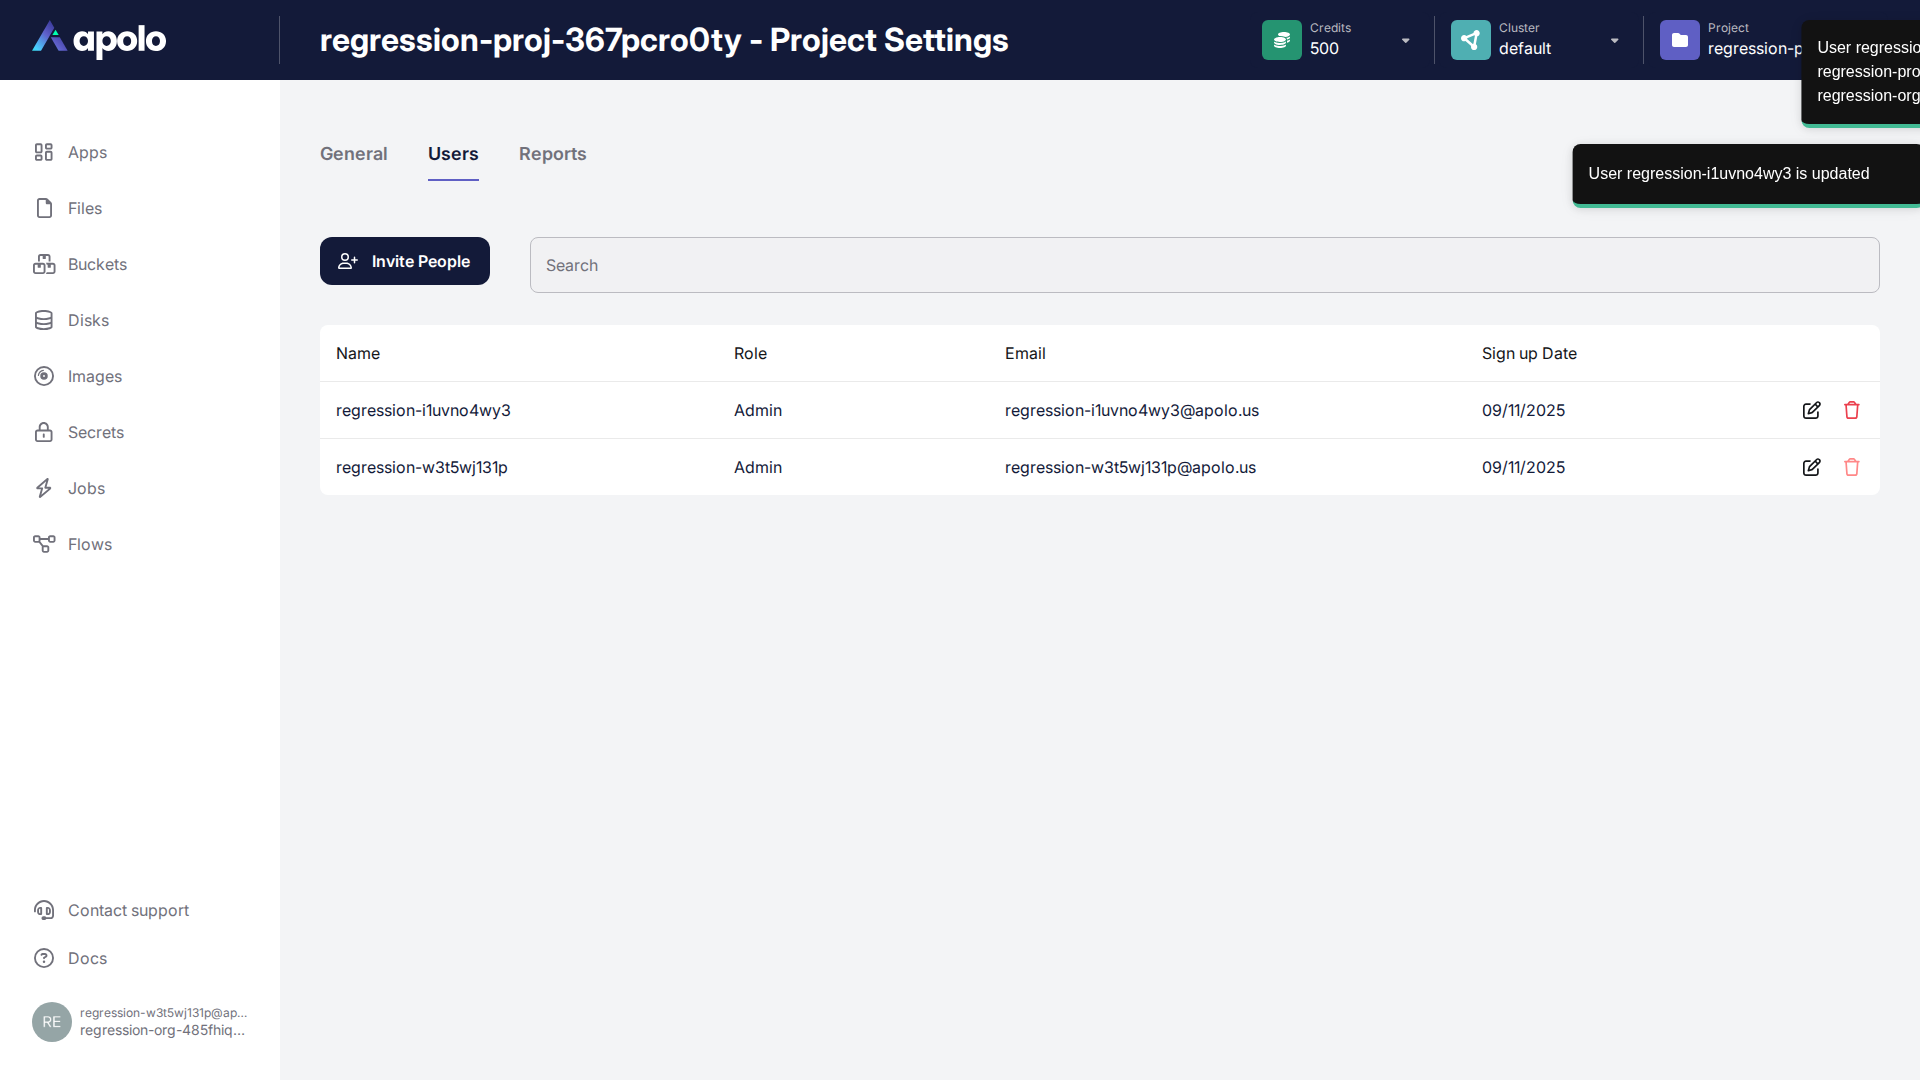 apolo
regression-proj-367pcro0ty - Project Settings
Credits
500
Cluster
default
Project
regression-p
User regressio
regression-pro
regression-org
User regression-i1uvno4wy3 is updated
Apps
Files
Buckets
Disks
Images
Secrets
Jobs
Flows
General
Users
Reports
Invite People
Search
Name Role Email Sign up Date
regression-i1uvno4wy3 Admin regression-i1uvno4wy3@apolo.us 09/11/2025
regression-w3t5wj131p Admin regression-w3t5wj131p@apolo.us 09/11/2025
Contact support
Docs
RE
regression-w3t5wj131p@ap...
regression-org-485fhiq...